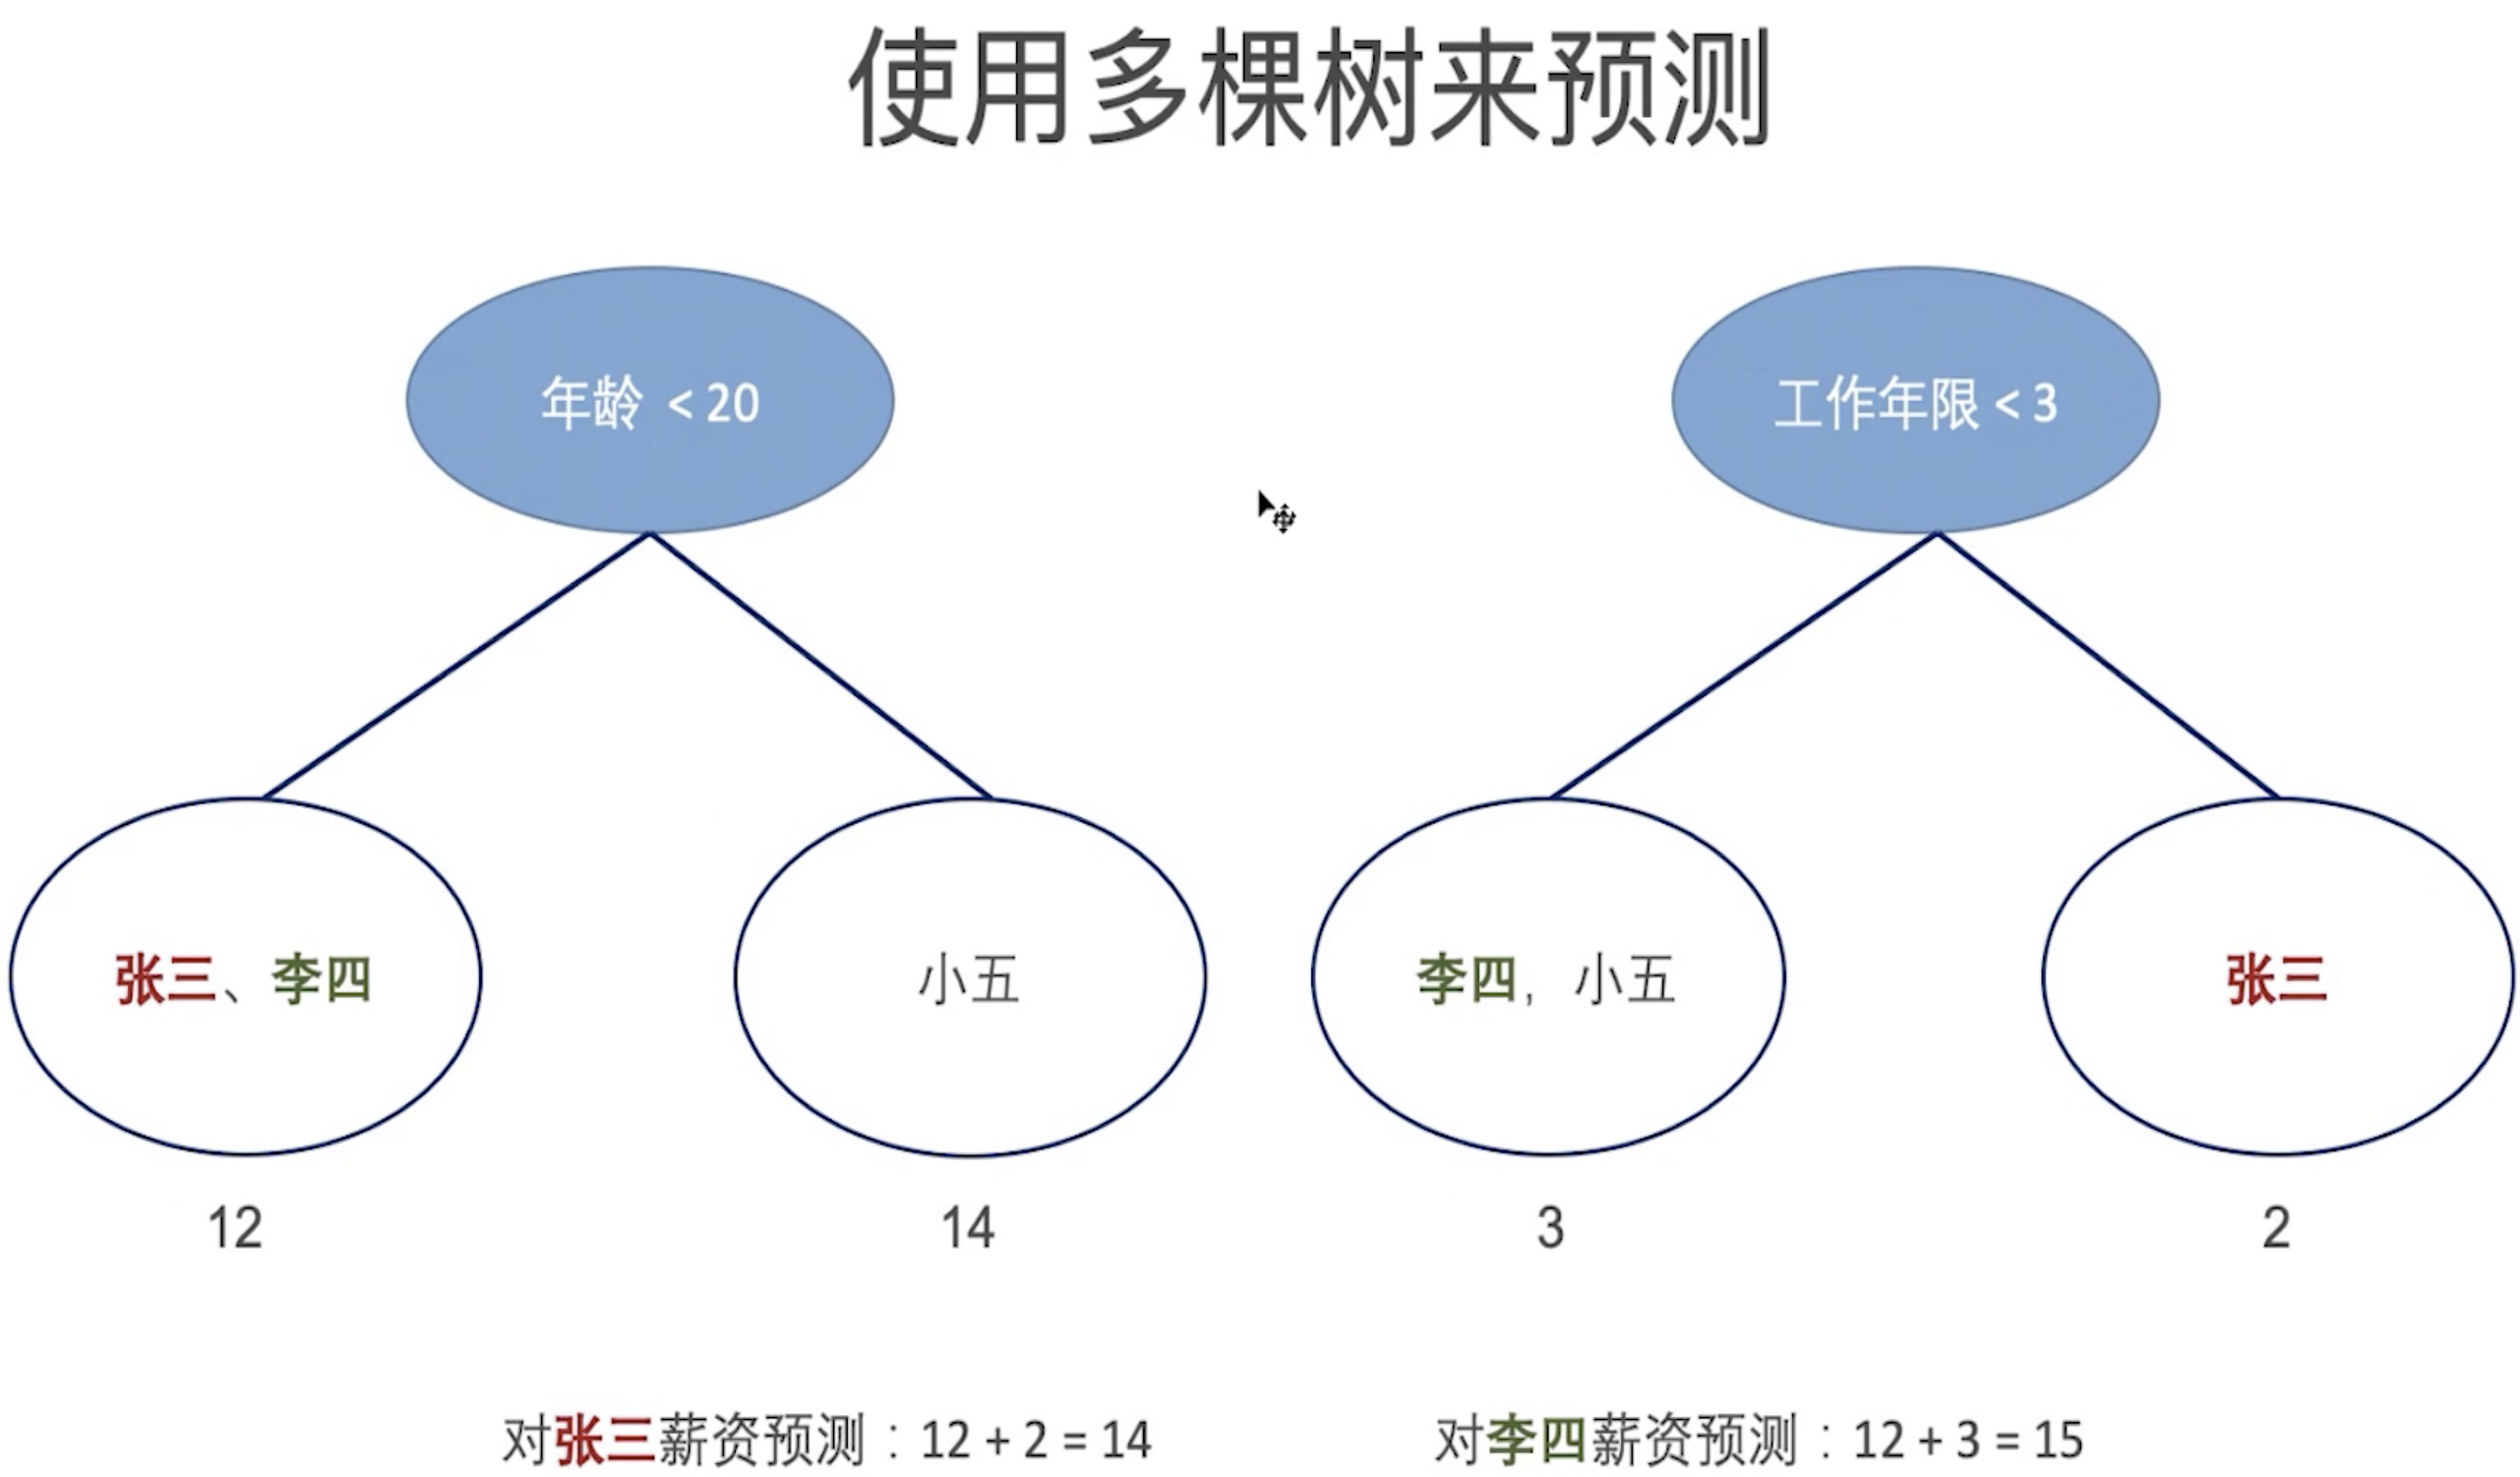 使用多棵树来预测
年龄 < 20
工作年限 < 3
张三、李四
小五
李四，小五
张三
12
14
3
2
对张三薪资预测：12 + 2 = 14
对李四薪资预测：12 + 3 = 15